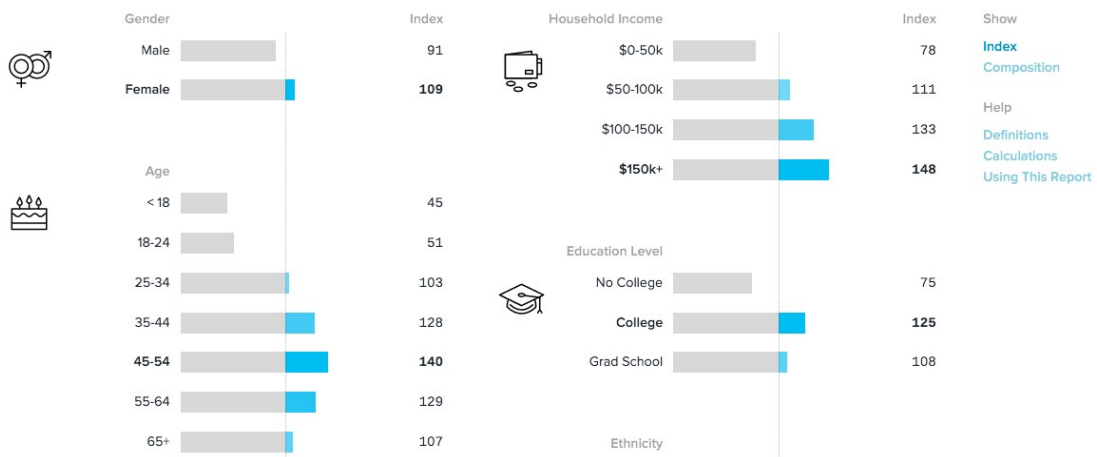 Gender Index
Male 91
Female 109
Age
< 18 45
18-24 51
25-34 103
35-44 128
45-54 140
55-64 129
65+ 107
Household Income Index
$0-50k 78
$50-100k 111
$100-150k 133
$150k+ 148
Education Level
No College 75
College 125
Grad School 108
Ethnicity
Show
Index
Composition
Help
Definitions
Calculations
Using This Report